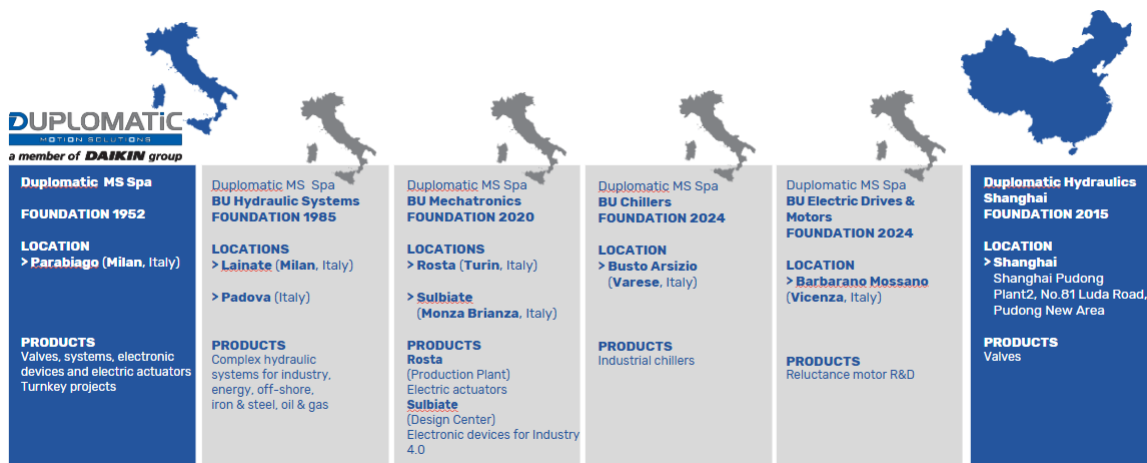 DUPLOMATIC
MOTION SOLUTIONS
a member of DAIKIN group
Duplomatic MS Spa
FOUNDATION 1952
LOCATION
> Parabiago (Milan, Italy)
PRODUCTS
Valves, systems, electronic
devices and electric actuators
Turnkey projects
Duplomatic MS Spa
BU Hydraulic Systems
FOUNDATION 1985
LOCATIONS
> Lainate (Milan, Italy)
> Padova (Italy)
PRODUCTS
Complex hydraulic
systems for industry,
energy, off-shore,
iron & steel, oil & gas
Duplomatic MS Spa
BU Mechatronics
FOUNDATION 2020
LOCATIONS
> Rosta (Turin, Italy)
> Sulbiate
(Monza Brianza, Italy)
PRODUCTS
Rosta
(Production Plant)
Electric actuators
Sulbiate
(Design Center)
Electronic devices for Industry
4.0
Duplomatic MS Spa
BU Chillers
FOUNDATION 2024
LOCATION
> Busto Arsizio
(Varese, Italy)
PRODUCTS
Industrial chillers
Duplomatic MS Spa
BU Electric Drives &
Motors
FOUNDATION 2024
LOCATION
> Barbarano Mossano
(Vicenza, Italy)
PRODUCTS
Reluctance motor R&D
Duplomatic Hydraulics
Shanghai
FOUNDATION 2015
LOCATION
> Shanghai
Shanghai Pudong
Plant2, No.81 Luda Road,
Pudong New Area
PRODUCTS
Valves